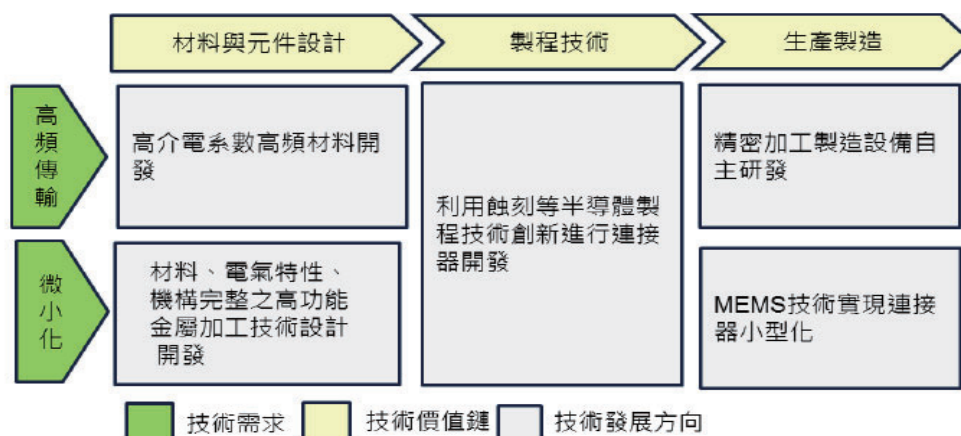 材料與元件設計
製程技術
生產製造
高頻傳輸
高介電系數高頻材料開
發
利用蝕刻等半導體製
程技術創新進行連接
器開發
精密加工製造設備自
主研發
微小化
材料、電氣特性、
機構完整之高功能
金屬加工技術設計
開發
MEMS技術實現連接
器小型化
技術需求
技術價值鏈
技術發展方向